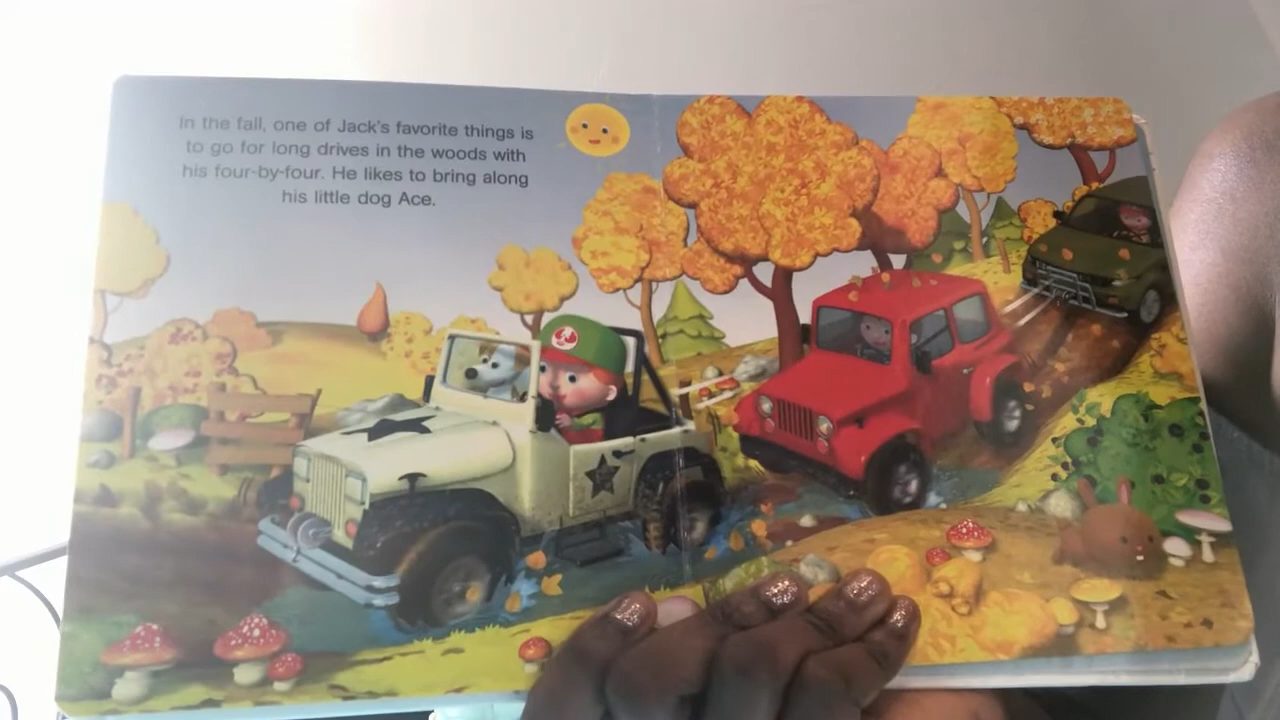 In the fall, one of Jack's favorite things is
to go for long drives in the woods with
his four-by-four. He likes to bring along
his little dog Ace.